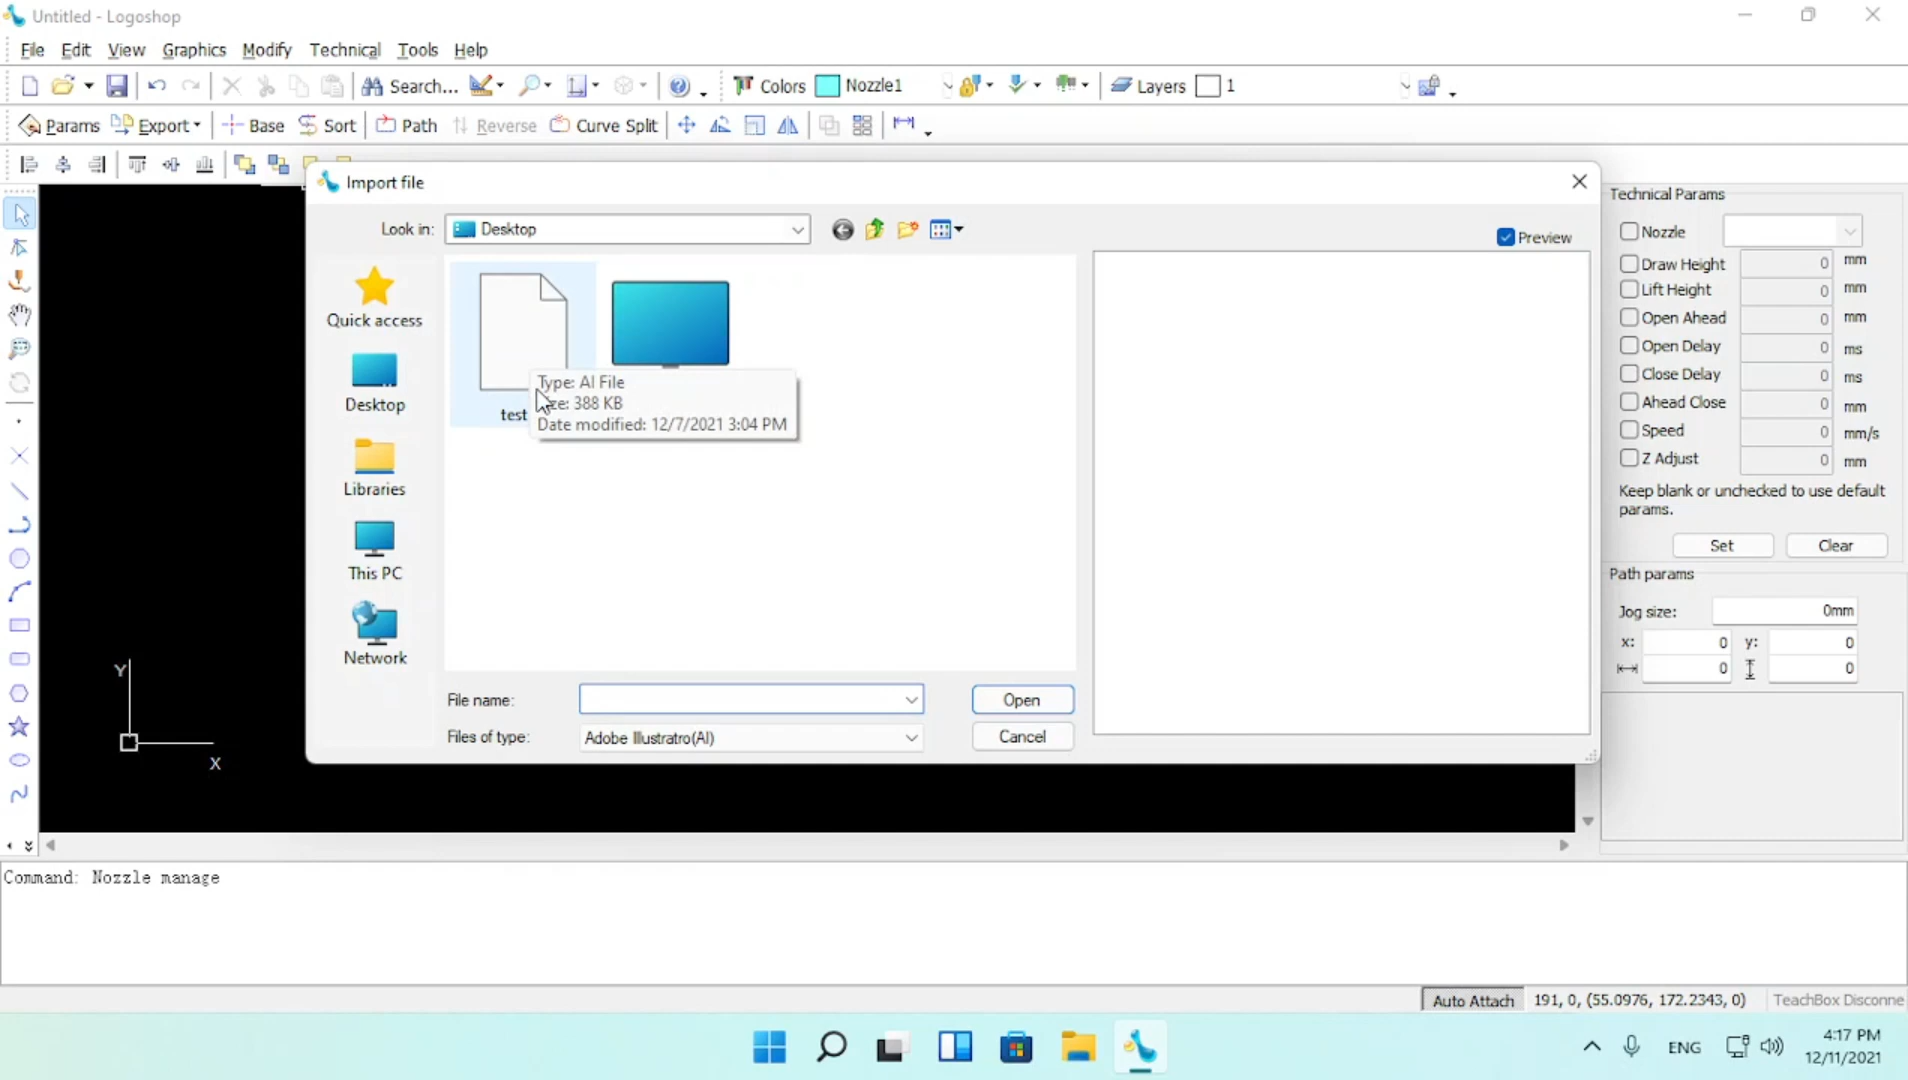 Untitled - Logoshop
File Edit View Graphics Modify Technical Tools Help
Search... Colors Nozzle1 Layers 1
Params Export Base Sort Path Reverse Curve Split
Import file
Look in: Desktop
Preview
Quick access
Desktop
Libraries
This PC
Network
test
Type: AI File
ze: 388 KB
Date modified: 12/7/2021 3:04 PM
File name: Open
Files of type: Adobe Illustratro(AI) Cancel
Technical Params
Nozzle
Draw Height 0 mm
Lift Height 0 mm
Open Ahead 0 mm
Open Delay 0 ms
Close Delay 0 ms
Ahead Close 0 mm
Speed 0 mm/s
Z Adjust 0 mm
Keep blank or unchecked to use default
params.
Set Clear
Path params
Jog size: 0mm
x: 0 y: 0
0 0
Y
X
Command: Nozzle manage
Auto Attach 191, 0, (55.0976, 172.2343, 0) TeachBox Disconne
ENG 4:17 PM
12/11/2021